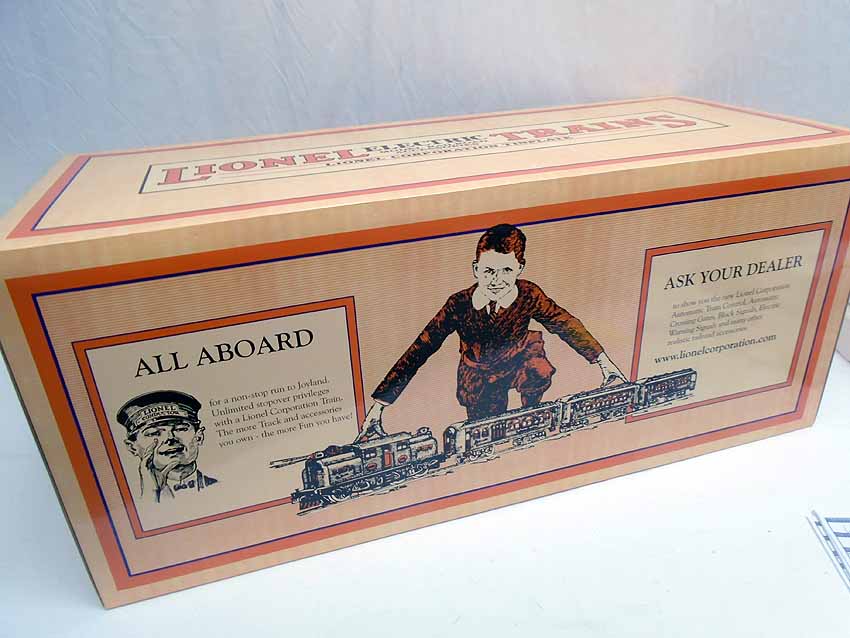 LIONEL ELECTRIC TRAINS
LIONEL CORPORATION TINPLATE
ALL ABOARD
for a non-stop run to Joyland.
Unlimited stopover privileges
with a Lionel Corporation Train.
The more Track and accessories
you own - the more Fun you have!
LIONEL
CONDUCTOR
ASK YOUR DEALER
to show you the new Lionel Corporation
Automatic Train Control, Automatic
Crossing Gates, Block Signals, Electric
Warning Signals and many other
realistic railroad accessories.
www.lionelcorporation.com